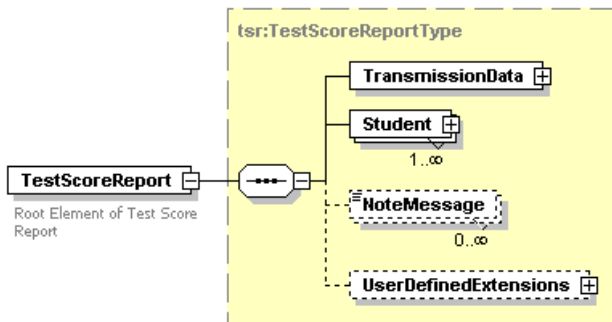 tsr:TestScoreReportType
TransmissionData
Student
1..∞
TestScoreReport
Root Element of Test Score
Report
NoteMessage
0..∞
UserDefinedExtensions